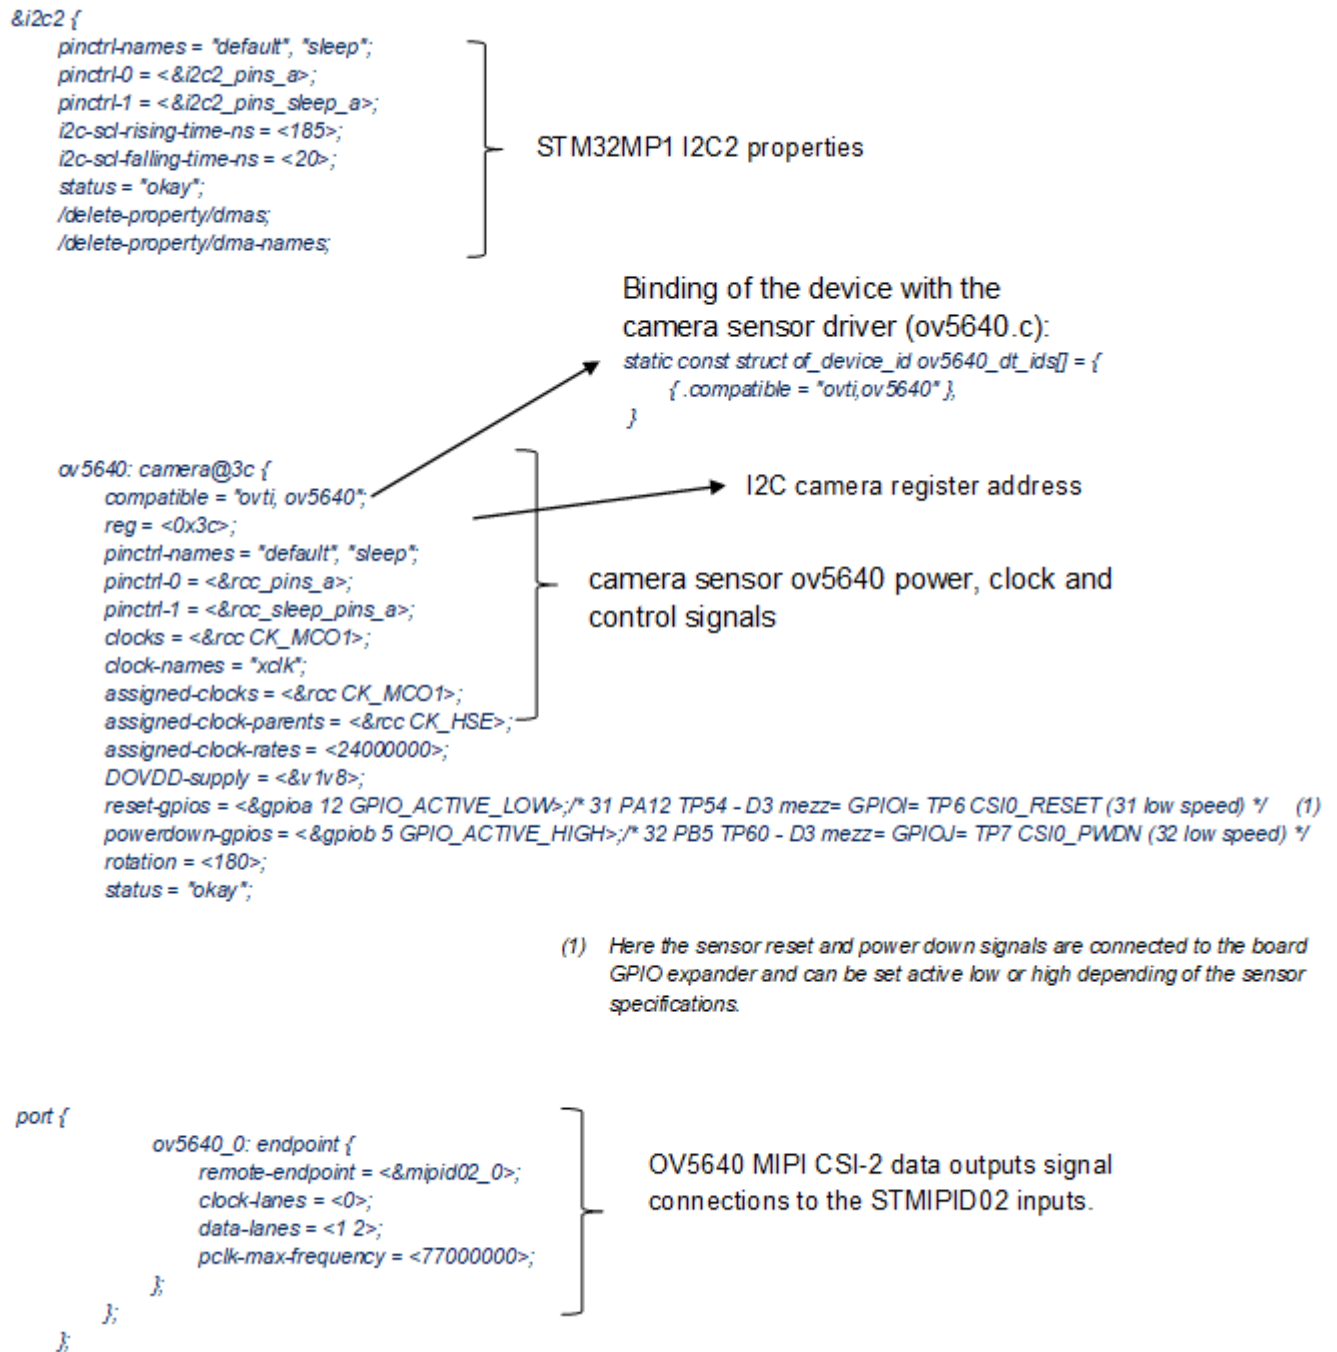 &i2c2 {
pinctrl-names = "default", "sleep";
pinctrl-0 = <&i2c2_pins_a>;
pinctrl-1 = <&i2c2_pins_sleep_a>;
i2c-scl-rising-time-ns = <185>;
i2c-scl-falling-time-ns = <20>;
status = "okay";
/delete-property/dmas;
/delete-property/dma-names;
STM32MP1 I2C2 properties
Binding of the device with the
camera sensor driver (ov5640.c):
static const struct of_device_id ov5640_dt_ids[] = {
{ .compatible = "ovti,ov5640" },
}
ov5640: camera@3c {
compatible = "ovti, ov5640";
reg = <0x3c>;
pinctrl-names = "default", "sleep";
pinctrl-0 = <&rcc_pins_a>;
pinctrl-1 = <&rcc_sleep_pins_a>;
clocks = <&rcc CK_MCO1>;
clock-names = "xclk";
assigned-clocks = <&rcc CK_MCO1>;
assigned-clock-parents = <&rcc CK_HSE>;
assigned-clock-rates = <24000000>;
DOVDD-supply = <&v1v8>;
reset-gpios = <&gpioa 12 GPIO_ACTIVE_LOW>;/* 31 PA12 TP54 - D3 mezz= GPIOI= TP6 CSI0_RESET (31 low speed) */ (1)
powerdown-gpios = <&gpiob 5 GPIO_ACTIVE_HIGH>;/* 32 PB5 TP60 - D3 mezz= GPIOJ= TP7 CSI0_PWDN (32 low speed) */
rotation = <180>;
status = "okay";
I2C camera register address
camera sensor ov5640 power, clock and
control signals
(1) Here the sensor reset and power down signals are connected to the board
GPIO expander and can be set active low or high depending of the sensor
specifications.
port {
ov5640_0: endpoint {
remote-endpoint = <&mipid02_0>;
clock-lanes = <0>;
data-lanes = <1 2>;
pclk-max-frequency = <77000000>;
};
};
};
OV5640 MIPI CSI-2 data outputs signal
connections to the STMIPID02 inputs.